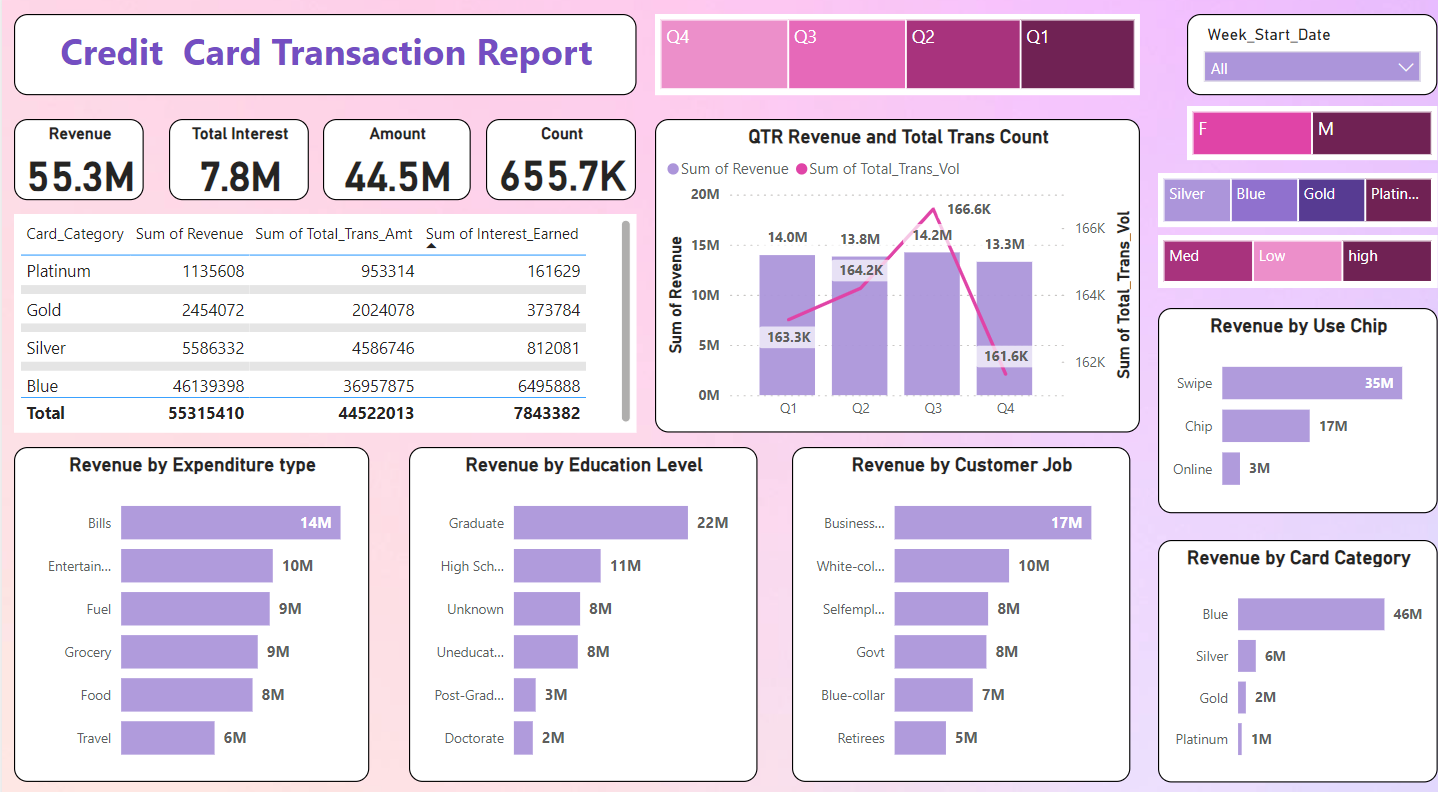 Credit Card Transaction Report
Q4 Q3 Q2 Q1
Week_Start_Date
All
F M
Silver Blue Gold Platin...
Med Low high
Revenue
55.3M
Total Interest
7.8M
Amount
44.5M
Count
655.7K
Card_Category Sum of Revenue Sum of Total_Trans_Amt Sum of Interest_Earned
Platinum 1135608 953314 161629
Gold 2454072 2024078 373784
Silver 5586332 4586746 812081
Blue 46139398 36957875 6495888
Total 55315410 44522013 7843382
QTR Revenue and Total Trans Count
Sum of Revenue Sum of Total_Trans_Vol
Sum of Revenue
20M
15M
10M
5M
0M
14.0M 13.8M 14.2M 13.3M
163.3K 164.2K 166.6K 161.6K
Q1 Q2 Q3 Q4
166K
164K
162K
Sum of Total_Trans_Vol
Revenue by Use Chip
Swipe 35M
Chip 17M
Online 3M
Revenue by Expenditure type
Bills 14M
Entertain... 10M
Fuel 9M
Grocery 9M
Food 8M
Travel 6M
Revenue by Education Level
Graduate 22M
High Sch... 11M
Unknown 8M
Uneducat... 8M
Post-Grad... 3M
Doctorate 2M
Revenue by Customer Job
Business... 17M
White-col... 10M
Selfempl... 8M
Govt 8M
Blue-collar 7M
Retirees 5M
Revenue by Card Category
Blue 46M
Silver 6M
Gold 2M
Platinum 1M